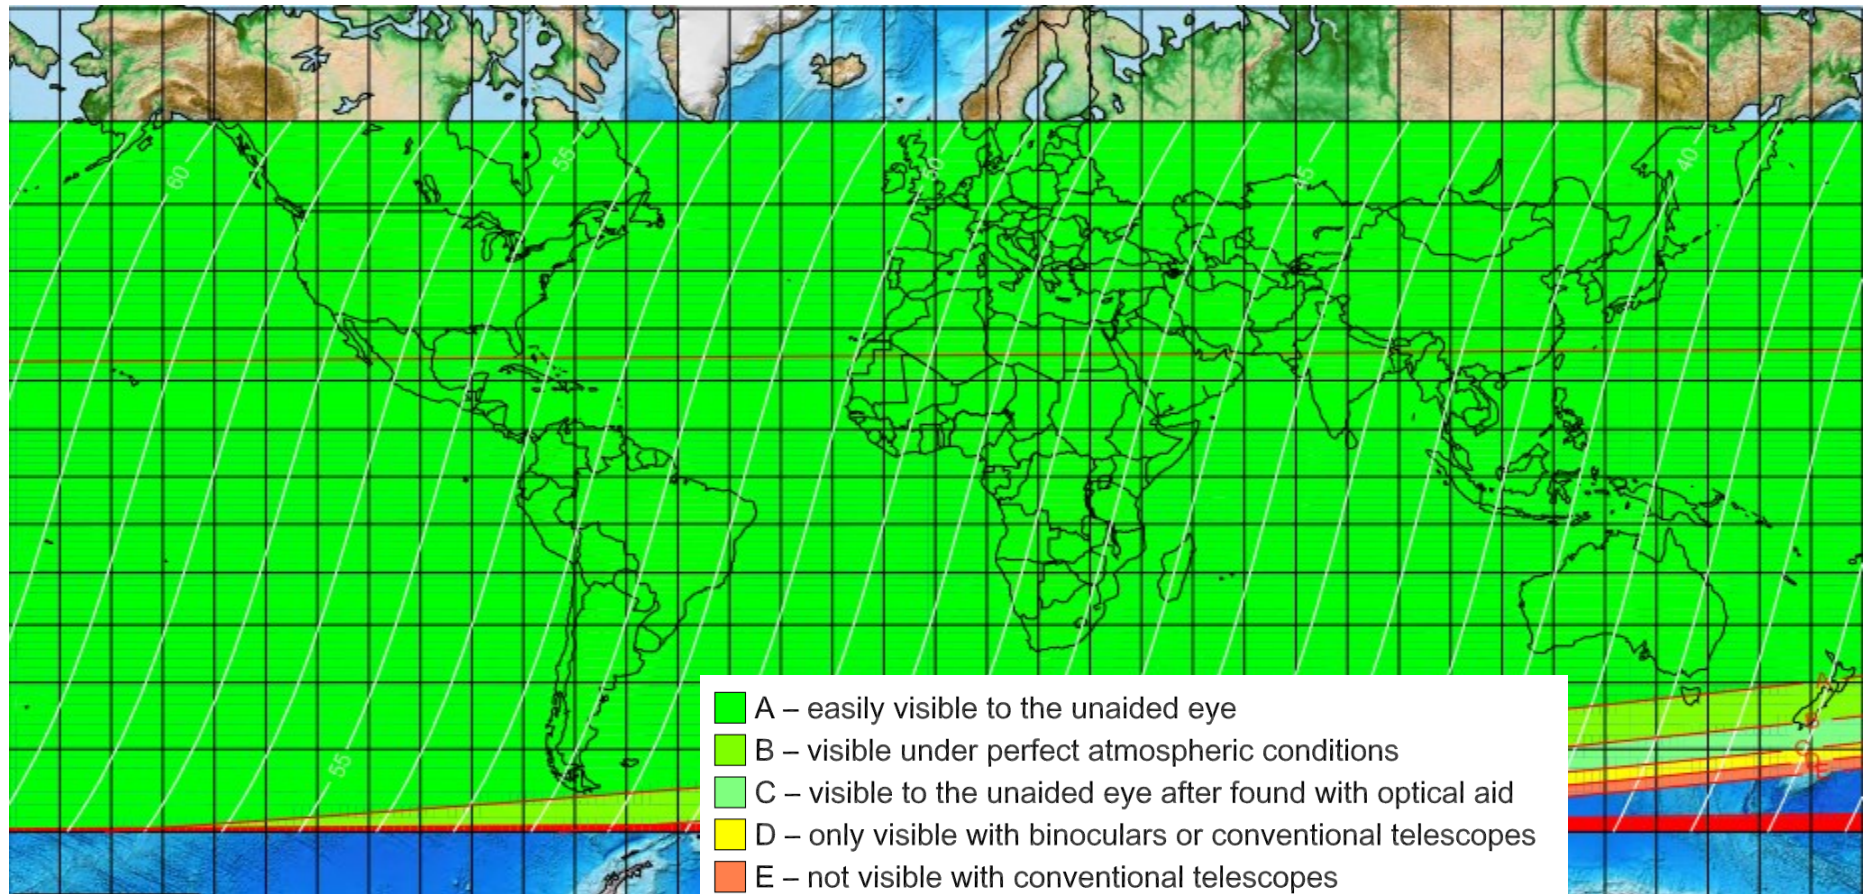 60
55
50
45
40
55
A
B
C
D
E
A – easily visible to the unaided eye
B – visible under perfect atmospheric conditions
C – visible to the unaided eye after found with optical aid
D – only visible with binoculars or conventional telescopes
E – not visible with conventional telescopes